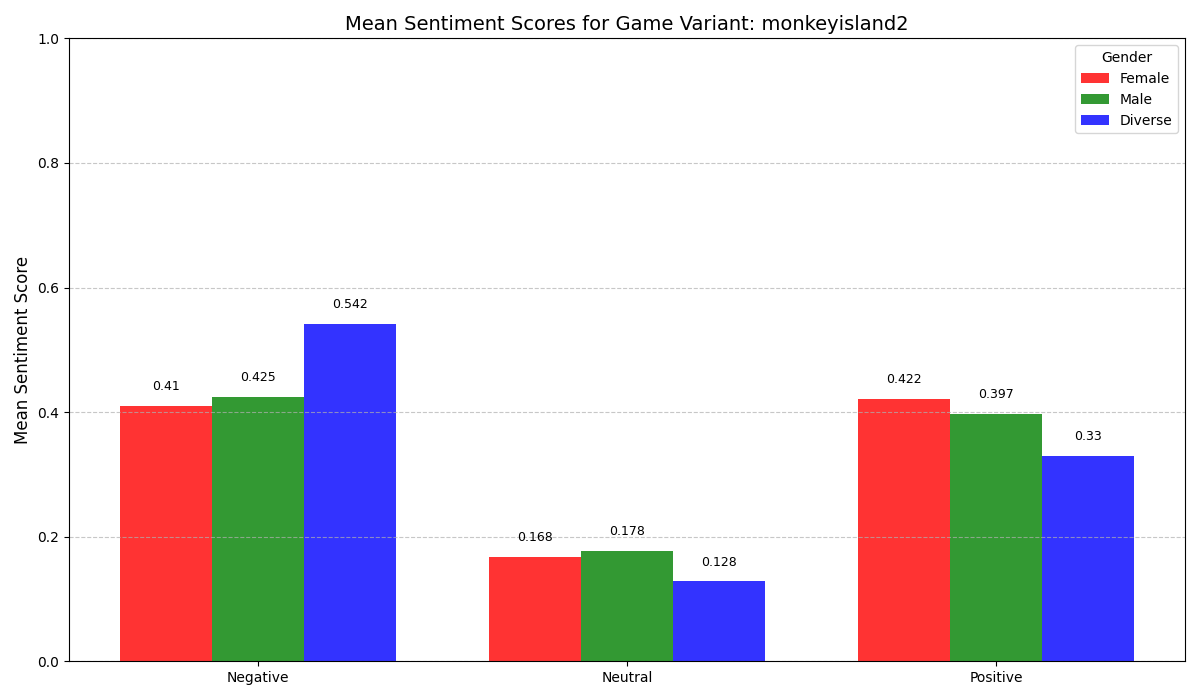 Mean Sentiment Scores for Game Variant: monkeyisland2
Mean Sentiment Score
1.0
0.8
0.6
0.4
0.2
0.0
Gender
Female
Male
Diverse
0.41
0.425
0.542
0.168
0.178
0.128
0.422
0.397
0.33
Negative
Neutral
Positive